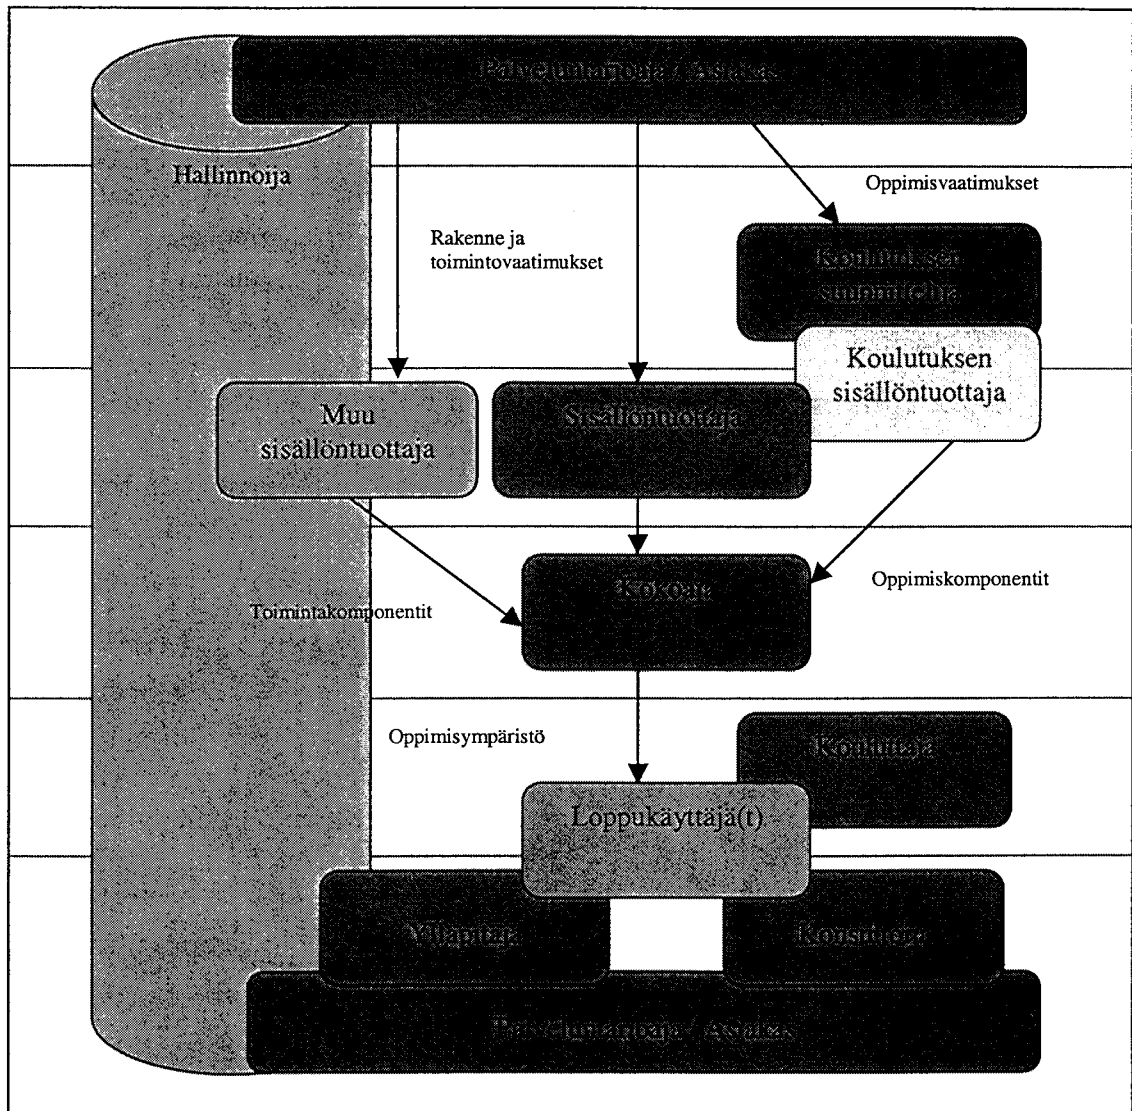 Palveluntarjoaja / Asiakas
Hallinnoija
Oppimisvaatimukset
Rakenne ja
toimintovaatimukset
Koulutuksen
suunnittelija
Koulutuksen
sisällöntuottaja
Muu
sisällöntuottaja
Sisällöntuottaja
Kokoaja
Oppimiskomponentit
Toimintakomponentit
Oppimisympäristö
Kouluttaja
Loppukäyttäjä(t)
Ylläpitäjä
Konsultoija
Palveluntarjoaja / Asiakas